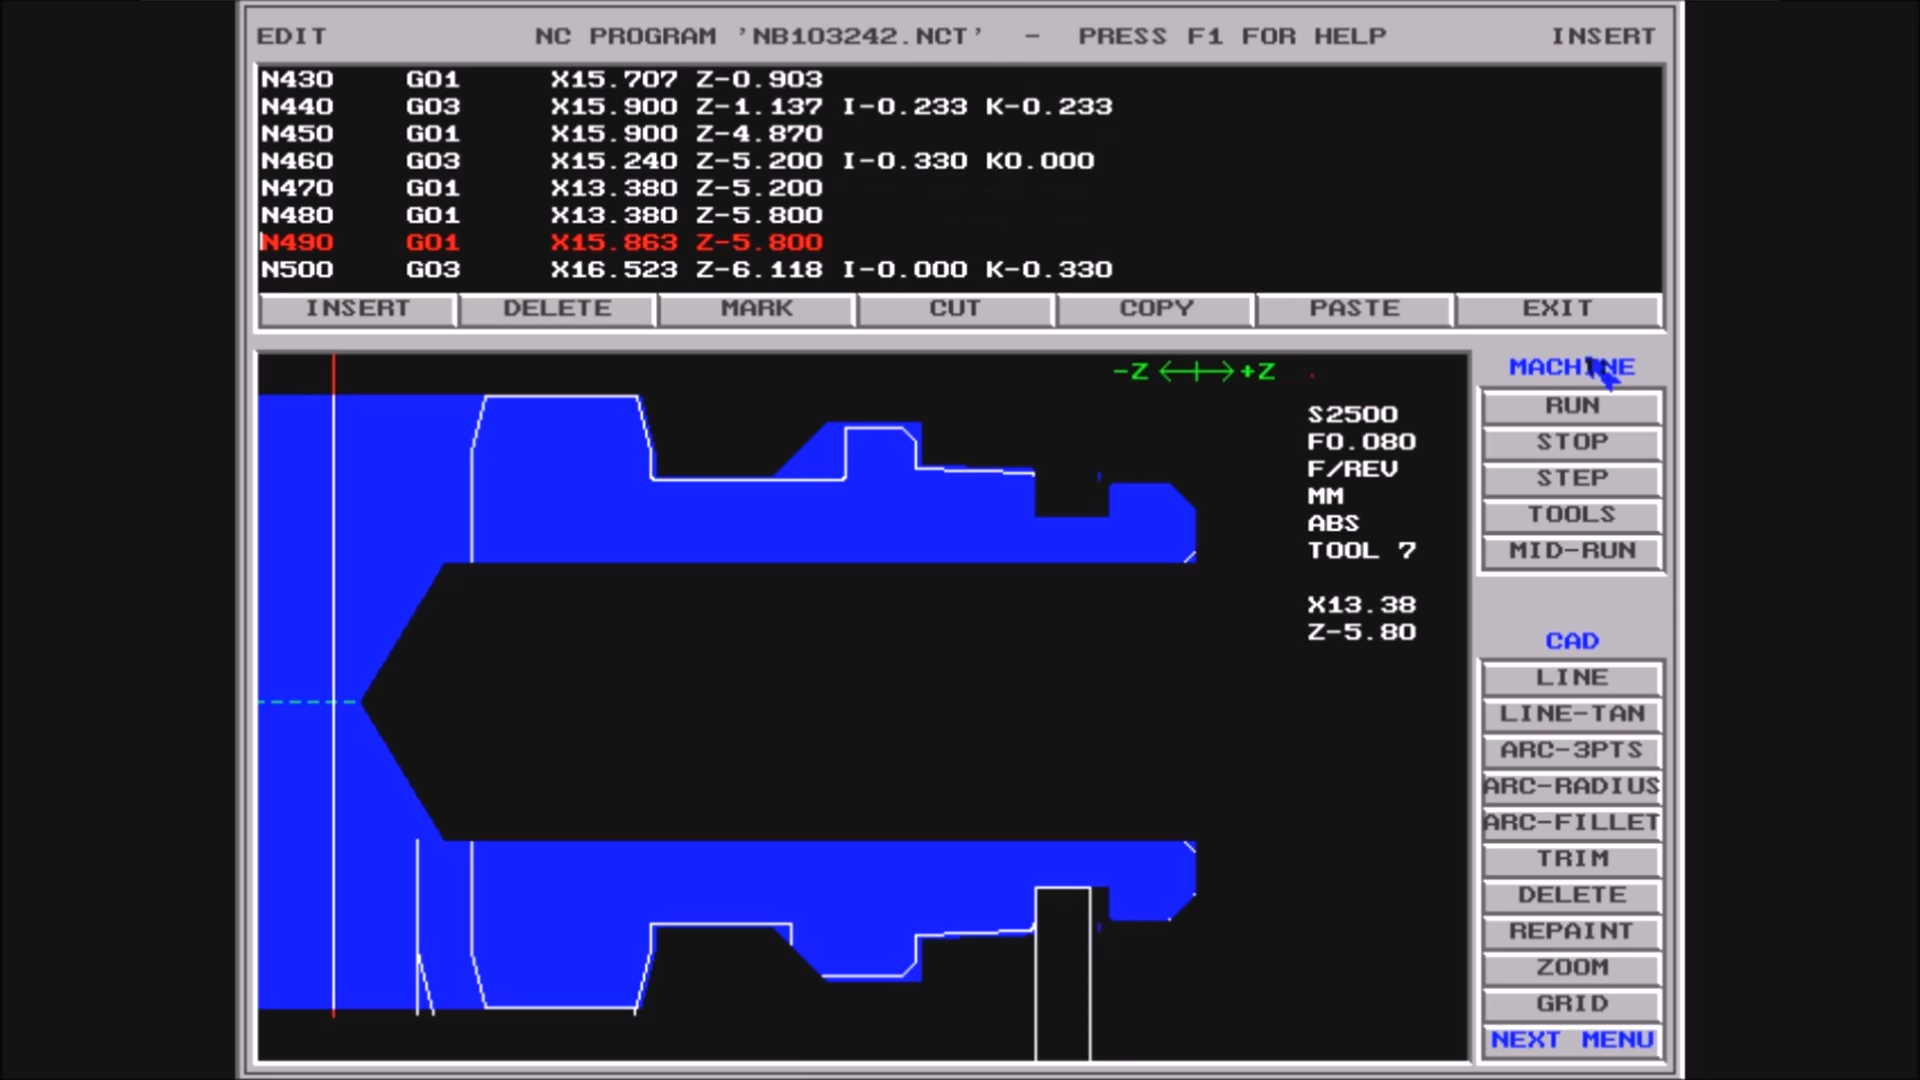 EDIT NC PROGRAM 'NB103242.NCT' - PRESS F1 FOR HELP INSERT
N430 G01 X15.707 Z-0.903
N440 G03 X15.900 Z-1.137 I-0.233 K-0.233
N450 G01 X15.900 Z-4.870
N460 G03 X15.240 Z-5.200 I-0.330 K0.000
N470 G01 X13.380 Z-5.200
N480 G01 X13.380 Z-5.800
N490 G01 X15.863 Z-5.800
N500 G03 X16.523 Z-6.118 I-0.000 K-0.330
INSERT DELETE MARK CUT COPY PASTE EXIT
-Z +Z
S2500
F0.080
F/REV
MM
ABS
TOOL 7
X13.38
Z-5.80
MACHINE
RUN
STOP
STEP
TOOLS
MID-RUN
CAD
LINE
LINE-TAN
ARC-3PTS
ARC-RADIUS
ARC-FILLET
TRIM
DELETE
REPAINT
ZOOM
GRID
NEXT MENU